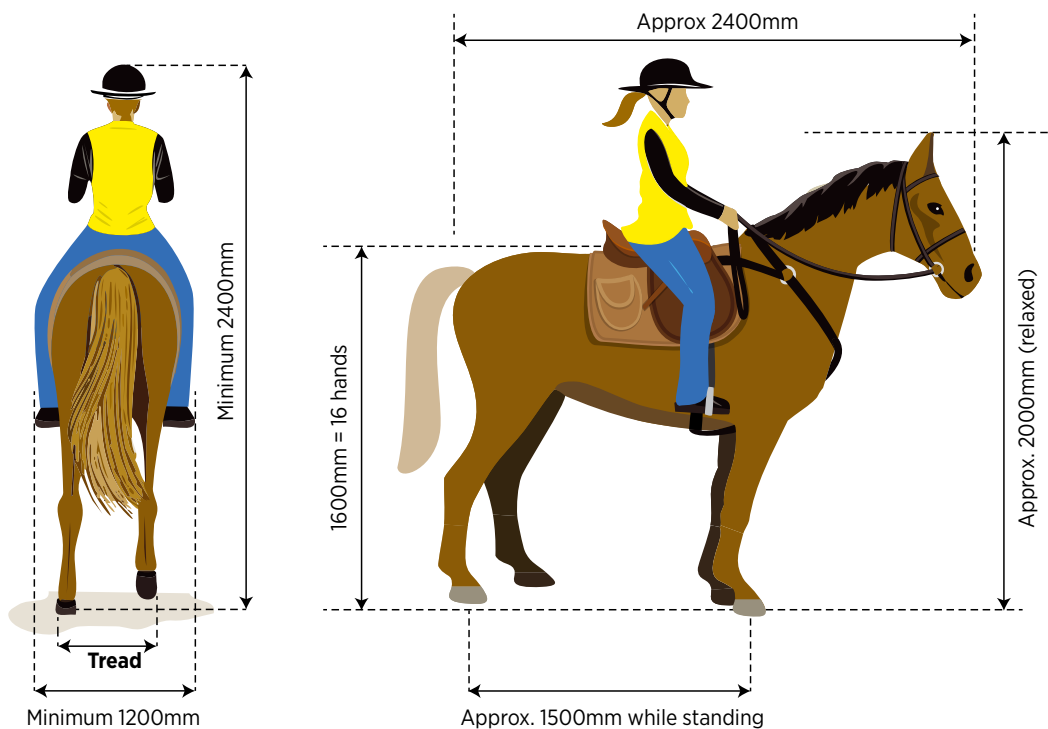 Approx 2400mm
Minimum 2400mm
1600mm = 16 hands
Approx. 2000mm (relaxed)
Tread
Minimum 1200mm
Approx. 1500mm while standing